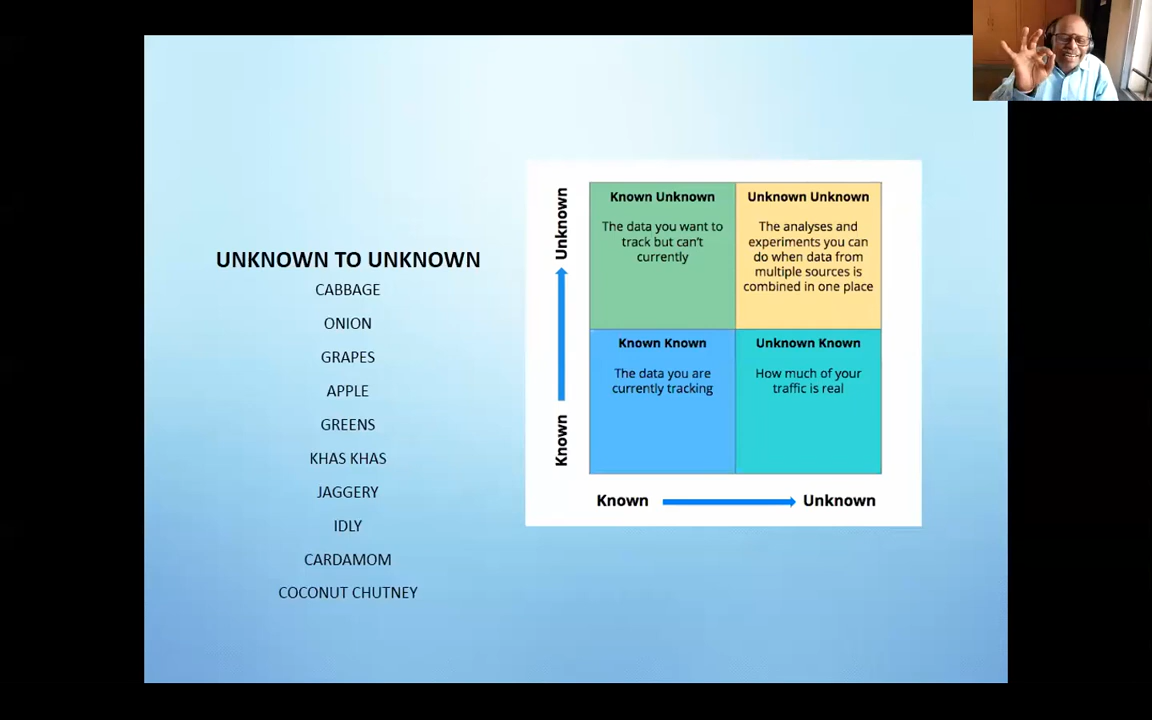 UNKNOWN TO UNKNOWN
CABBAGE
ONION
GRAPES
APPLE
GREENS
KHAS KHAS
JAGGERY
IDLY
CARDAMOM
COCONUT CHUTNEY
Unknown
Known
Known Unknown
The data you want to
track but can't
currently
Unknown Unknown
The analyses and
experiments you can
do when data from
multiple sources is
combined in one place
Known Known
The data you are
currently tracking
Unknown Known
How much of your
traffic is real
Known
Unknown